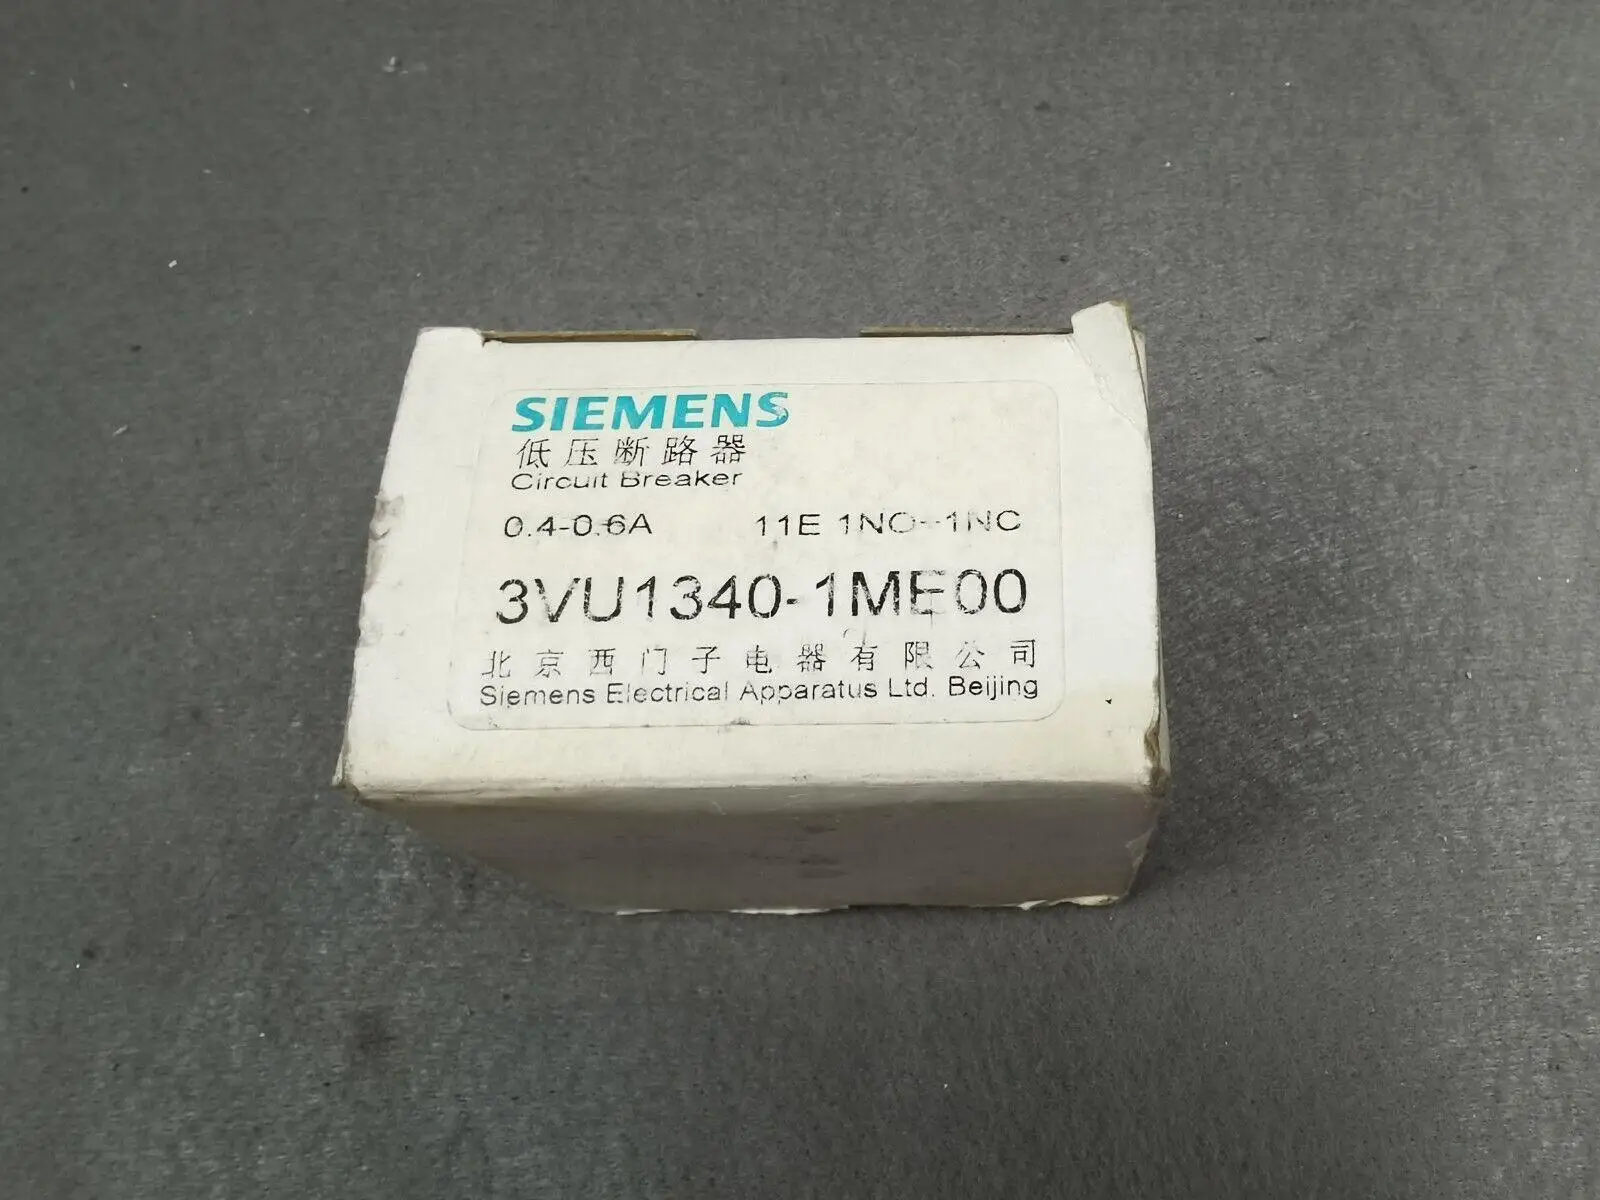 SIEMENS
低压断路器
Circuit Breaker
0.4-0.6A 11E 1NO+1NC
3VU1340-1ME00
北京西门子电器有限公司
Siemens Electrical Apparatus Ltd. Beijing